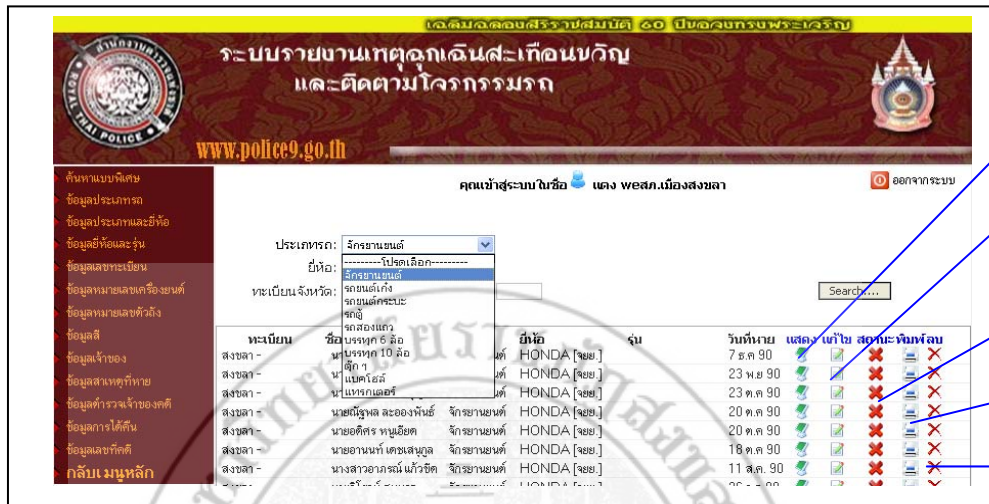 เฉลิมฉลองสิริราชสมบัติ 60 ปีของทรงพระเจริญ
ระบบรายงานเหตุฉุกเฉินสะเทือนขวัญ
และติดตามโจรกรรมรถ
THAI POLICE
www.police9.go.th
ค้นหาแบบพิเศษ
ข้อมูลประเภทรถ
ข้อมูลประเภทและยี่ห้อ
ข้อมูลยี่ห้อและรุ่น
ข้อมูลเลขทะเบียน
ข้อมูลหมายเลขเครื่องยนต์
ข้อมูลหมายเลขตัวถัง
ข้อมูลสี
ข้อมูลเจ้าของ
ข้อมูลสาเหตุที่หาย
ข้อมูลตำรวจเจ้าของคดี
ข้อมูลการได้คืน
ข้อมูลเลขที่คดี
กลับเมนูหลัก
คุณเข้าสู่ระบบในชื่อ แดง พงสภ.เมืองสงขลา
ออกจากระบบ
ประเภทรถ: จักรยานยนต์
ยี่ห้อ:
ทะเบียนจังหวัด:
Search....
---------โปรดเลือก---------
จักรยานยนต์
รถยนต์เก๋ง
รถยนต์กระบะ
รถตู้
รถสองแถว
บรรทุก 6 ล้อ
บรรทุก 10 ล้อ
ตุ๊ก ๆ
แบคโฮล์
แทรกเตอร์
ทะเบียน ชื่อ ยี่ห้อ รุ่น วันที่หาย แสดง แก้ไข สถานะ พิมพ์ ลบ
สงขลา - HONDA [จยย.] 7 ธ.ค 90
สงขลา - HONDA [จยย.] 23 พ.ย 90
สงขลา - HONDA [จยย.] 23 ต.ค 90
สงขลา - นายณัฐพล ละอองพันธ์ จักรยานยนต์ HONDA [จยย.] 20 ต.ค 90
สงขลา - นายอดิศร หนูเอียด จักรยานยนต์ HONDA [จยย.] 20 ต.ค 90
สงขลา - นายอานนท์ เดชเสนุกูล จักรยานยนต์ HONDA [จยย.] 18 ต.ค 90
สงขลา - นางสาวอาภรณ์ แก้วขัด จักรยานยนต์ HONDA [จยย.] 11 ส.ค. 90